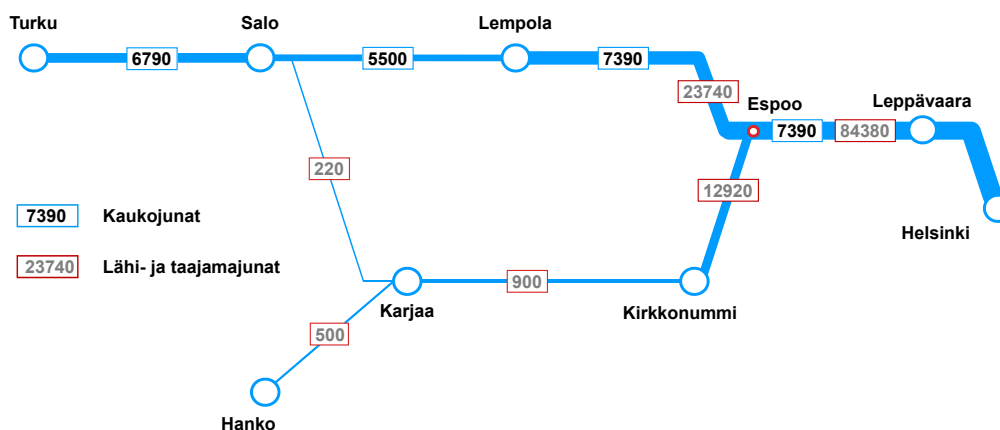 Turku
Salo
Lempola
6790
5500
7390
23740
Espoo
Leppävaara
7390
84380
220
12920
7390 Kaukojunat
Helsinki
23740 Lähi- ja taajamajunat
900
Karjaa
Kirkkonummi
500
Hanko